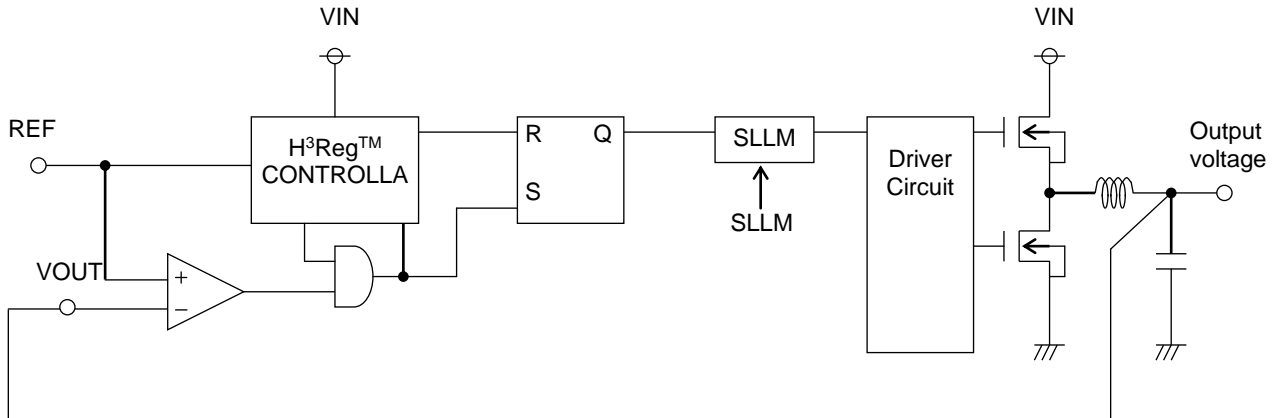 VIN
VIN
REF
H³Reg™
CONTROLLA
R
Q
S
SLLM
SLLM
Driver
Circuit
Output
voltage
VOUT
+
−